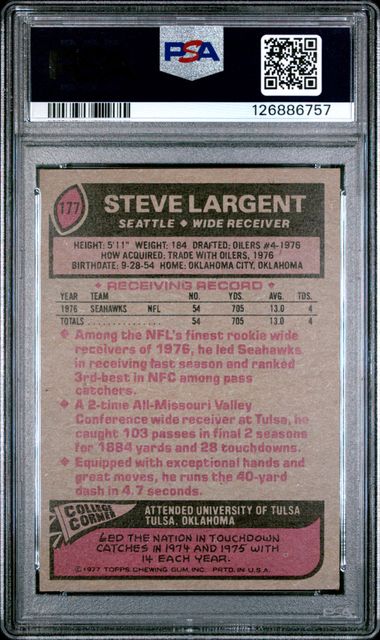 PSA
126886757
177
STEVE LARGENT
SEATTLE ♦ WIDE RECEIVER
HEIGHT: 5'11" WEIGHT: 184 DRAFTED: OILERS #4-1976
HOW ACQUIRED: TRADE WITH OILERS, 1976
BIRTHDATE: 9-28-54 HOME: OKLAHOMA CITY, OKLAHOMA
♦ RECEIVING RECORD ♦
YEAR TEAM NO. YDS. AVG. TDS.
1976 SEAHAWKS NFL 54 705 13.0 4
TOTALS . . . . . . . . . . . . . . 54 705 13.0 4
♦ Among the NFL's finest rookie wide
receivers of 1976, he led Seahawks
in receiving last season and ranked
3rd-best in NFC among pass
catchers.
♦ A 2-time All-Missouri Valley
Conference wide receiver at Tulsa, he
caught 103 passes in final 2 seasons
for 1884 yards and 28 touchdowns.
♦ Equipped with exceptional hands and
great moves, he runs the 40-yard
dash in 4.7 seconds.
COLLEGE
CORNER
ATTENDED UNIVERSITY OF TULSA
TULSA, OKLAHOMA
LED THE NATION IN TOUCHDOWN
CATCHES IN 1974 AND 1975 WITH
14 EACH YEAR.
©1977 TOPPS CHEWING GUM, INC. PRTD. IN U.S.A.
PSA